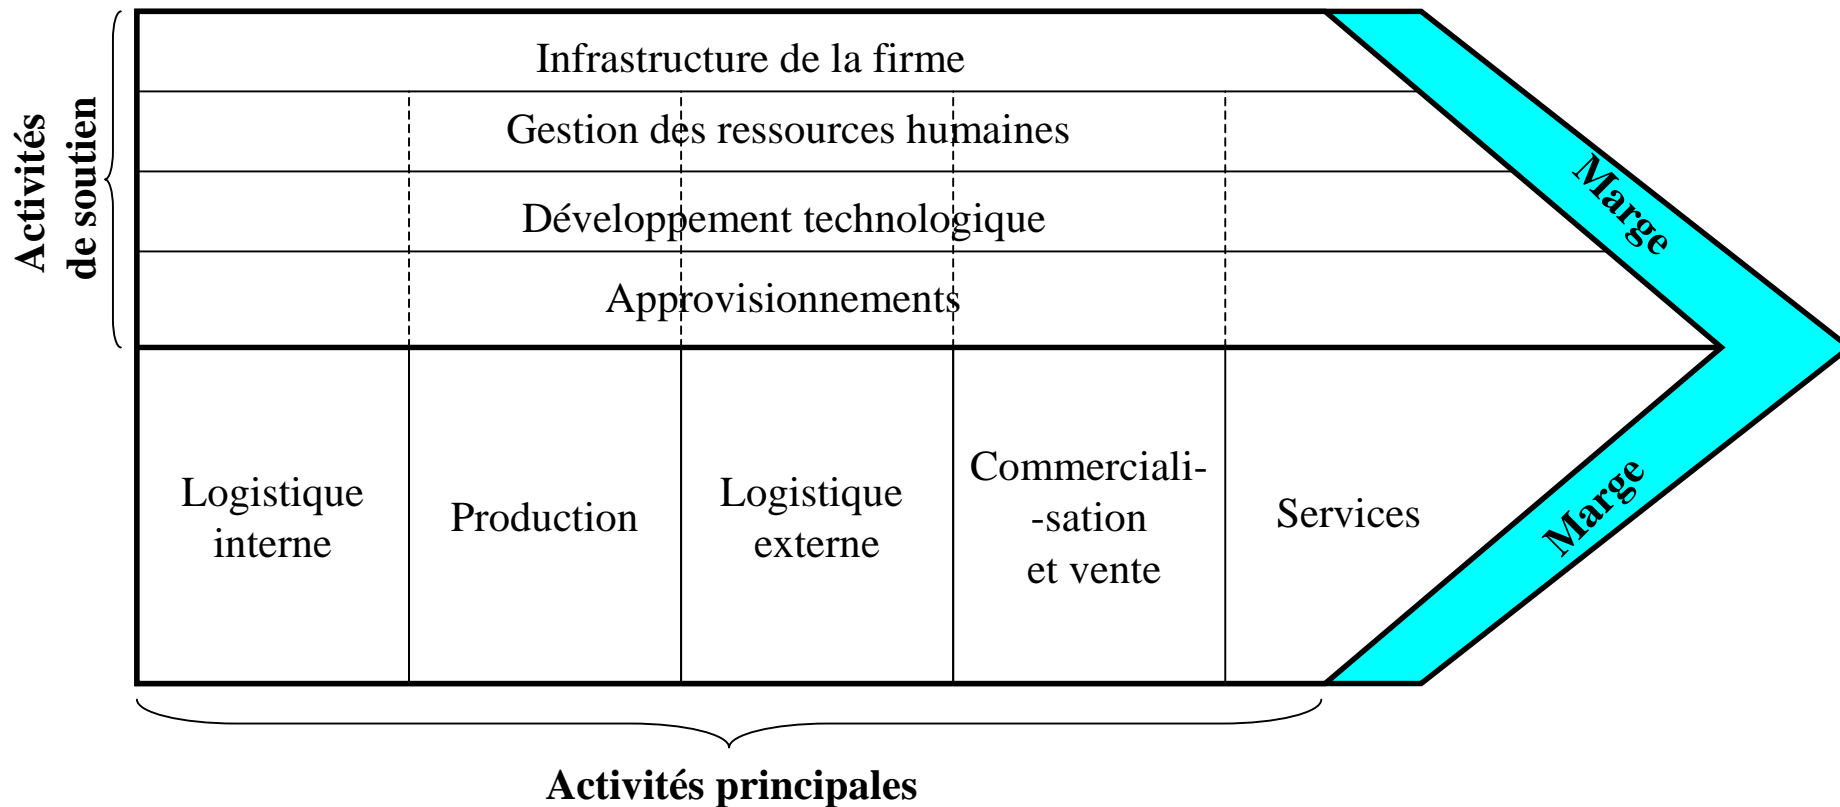 Activités
de soutien
Infrastructure de la firme
Gestion des ressources humaines
Développement technologique
Approvisionnements
Marge
Logistique
interne
Production
Logistique
externe
Commerciali-
-sation
et vente
Services
Marge
Activités principales